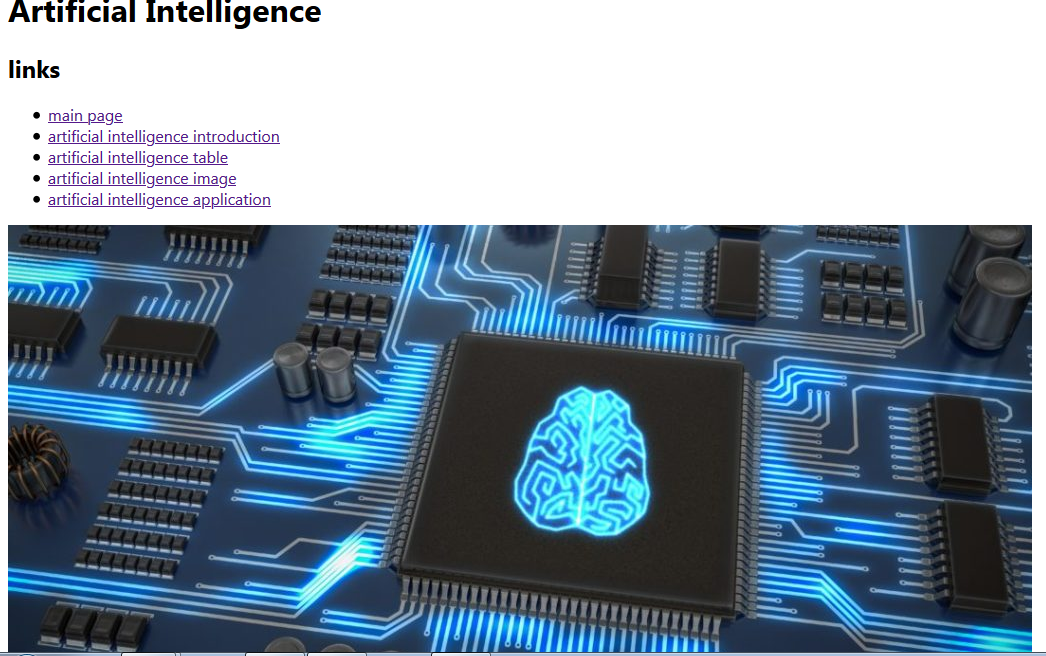 Artificial Intelligence
links
main page
artificial intelligence introduction
artificial intelligence table
artificial intelligence image
artificial intelligence application